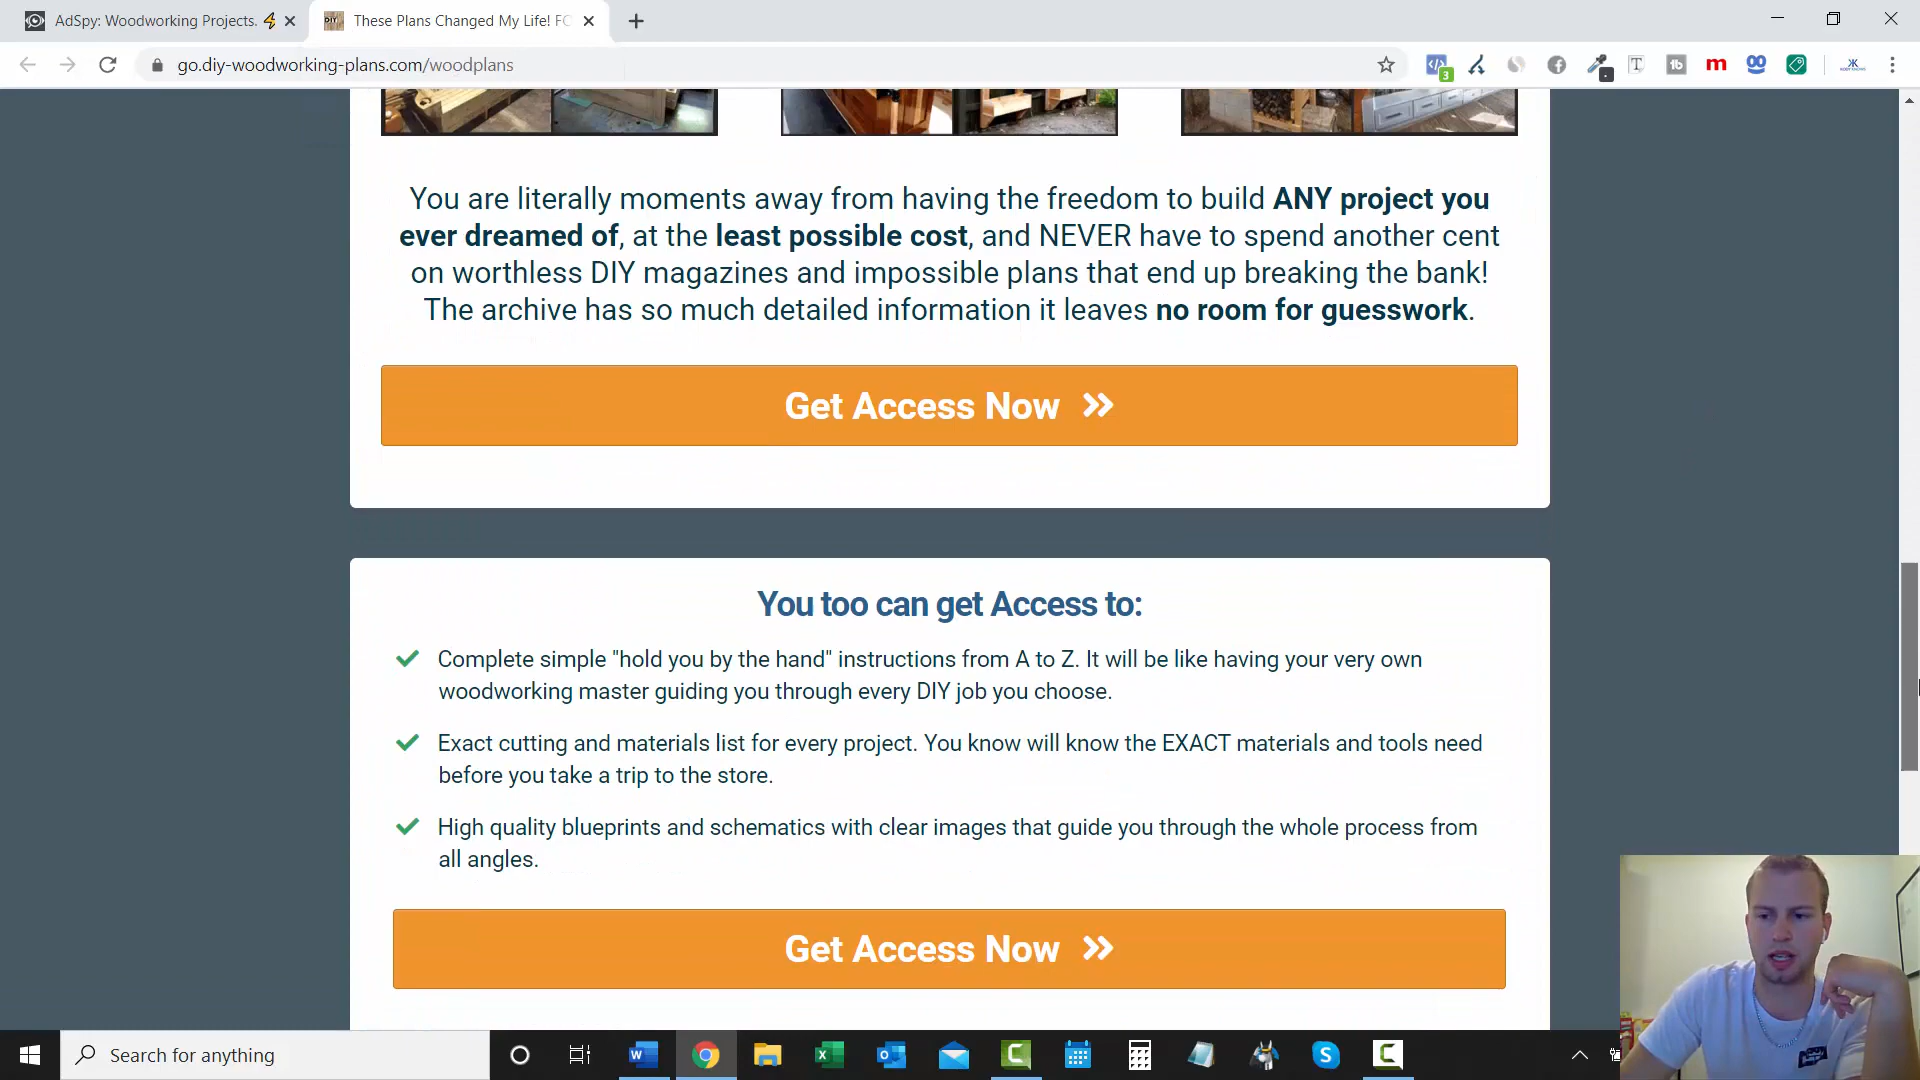 AdSpy: Woodworking Projects.
These Plans Changed My Life! FO
go.diy-woodworking-plans.com/woodplans
3
You are literally moments away from having the freedom to build ANY project you
ever dreamed of, at the least possible cost, and NEVER have to spend another cent
on worthless DIY magazines and impossible plans that end up breaking the bank!
The archive has so much detailed information it leaves no room for guesswork.
Get Access Now
You too can get Access to:
Complete simple "hold you by the hand" instructions from A to Z. It will be like having your very own
woodworking master guiding you through every DIY job you choose.
Exact cutting and materials list for every project. You know will know the EXACT materials and tools need
before you take a trip to the store.
High quality blueprints and schematics with clear images that guide you through the whole process from
all angles.
Get Access Now
Search for anything